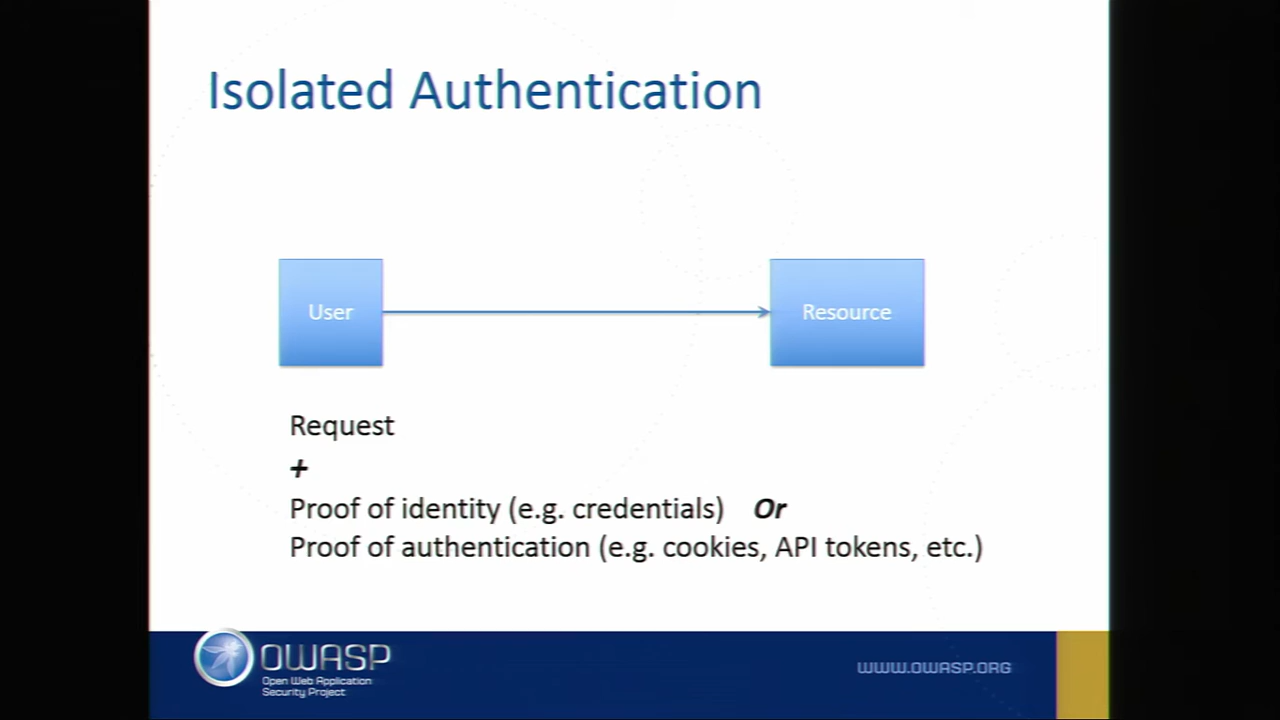 Isolated Authentication
User
Resource
Request
+
Proof of identity (e.g. credentials) Or
Proof of authentication (e.g. cookies, API tokens, etc.)
OWASP
Open Web Application
Security Project
WWW.OWASP.ORG